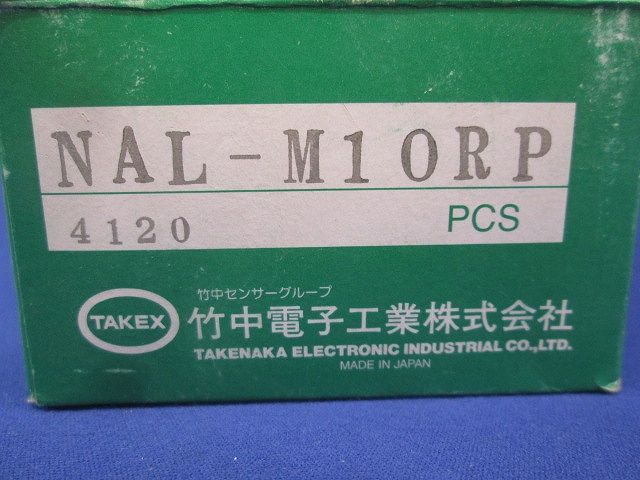 NAL-M10RP
4120 PCS
竹中センサーグループ
TAKEX 竹中電子工業株式会社
TAKENAKA ELECTRONIC INDUSTRIAL CO.,LTD.
MADE IN JAPAN